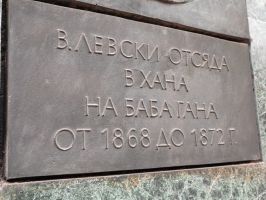 В. ЛЕВСКИ ОТСЯДА
В ХАНА
НА БАБА ГАНА
ОТ 1868 ДО 1872 Г.